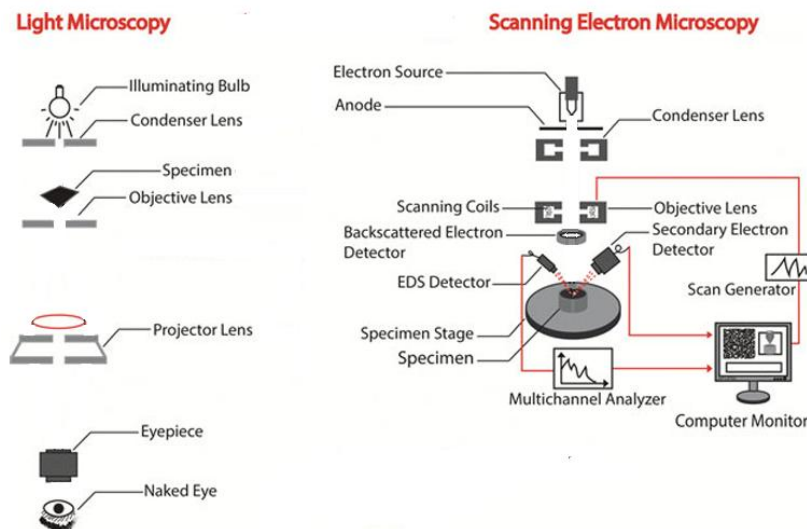 Light Microscopy
Illuminating Bulb
Condenser Lens
Specimen
Objective Lens
Projector Lens
Eyepiece
Naked Eye
Scanning Electron Microscopy
Electron Source
Anode
Condenser Lens
Scanning Coils
Objective Lens
Backscattered Electron
Detector
Secondary Electron
Detector
EDS Detector
Scan Generator
Specimen Stage
Specimen
Multichannel Analyzer
Computer Monitor